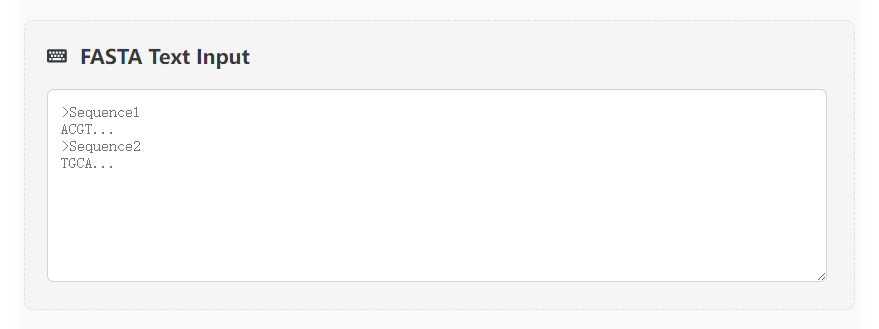 FASTA Text Input
>Sequence1
ACGT...
>Sequence2
TGCA...